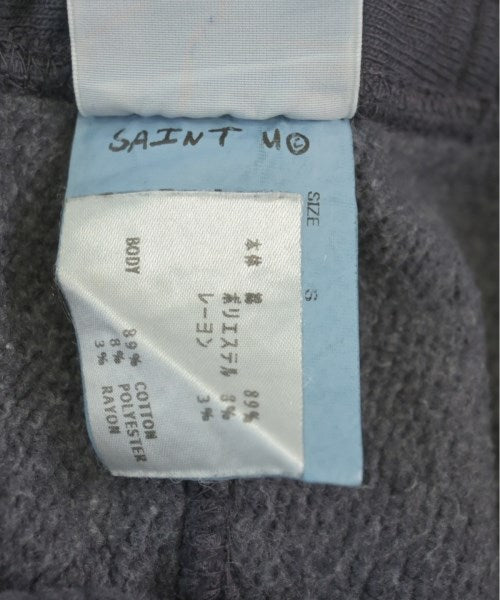 SAINT M©
SIZE S
本体 綿 89%
ポリエステル 8%
レーヨン 3%
BODY 89% COTTON
8% POLYESTER
3% RAYON